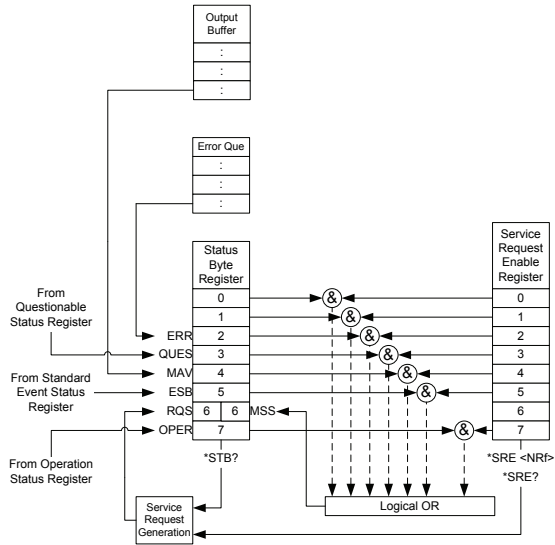 Output
Buffer
:
:
:
Error Que
:
:
:
Status
Byte
Register
Service
Request
Enable
Register
0 & 0
1 & 1
From
Questionable
Status Register
ERR 2 & 2
QUES 3 & 3
MAV 4 & 4
From Standard
Event Status
Register
ESB 5 & 5
RQS 6 6 MSS 6
OPER 7 & 7
*STB?
*SRE <NRf>
*SRE?
From Operation
Status Register
Service
Request
Generation
Logical OR